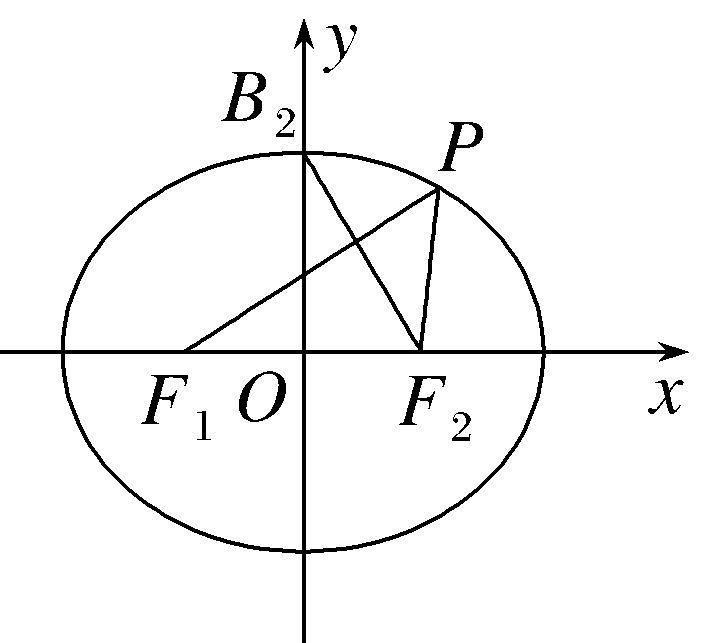 y
B₂
P
F₁ O F₂ x